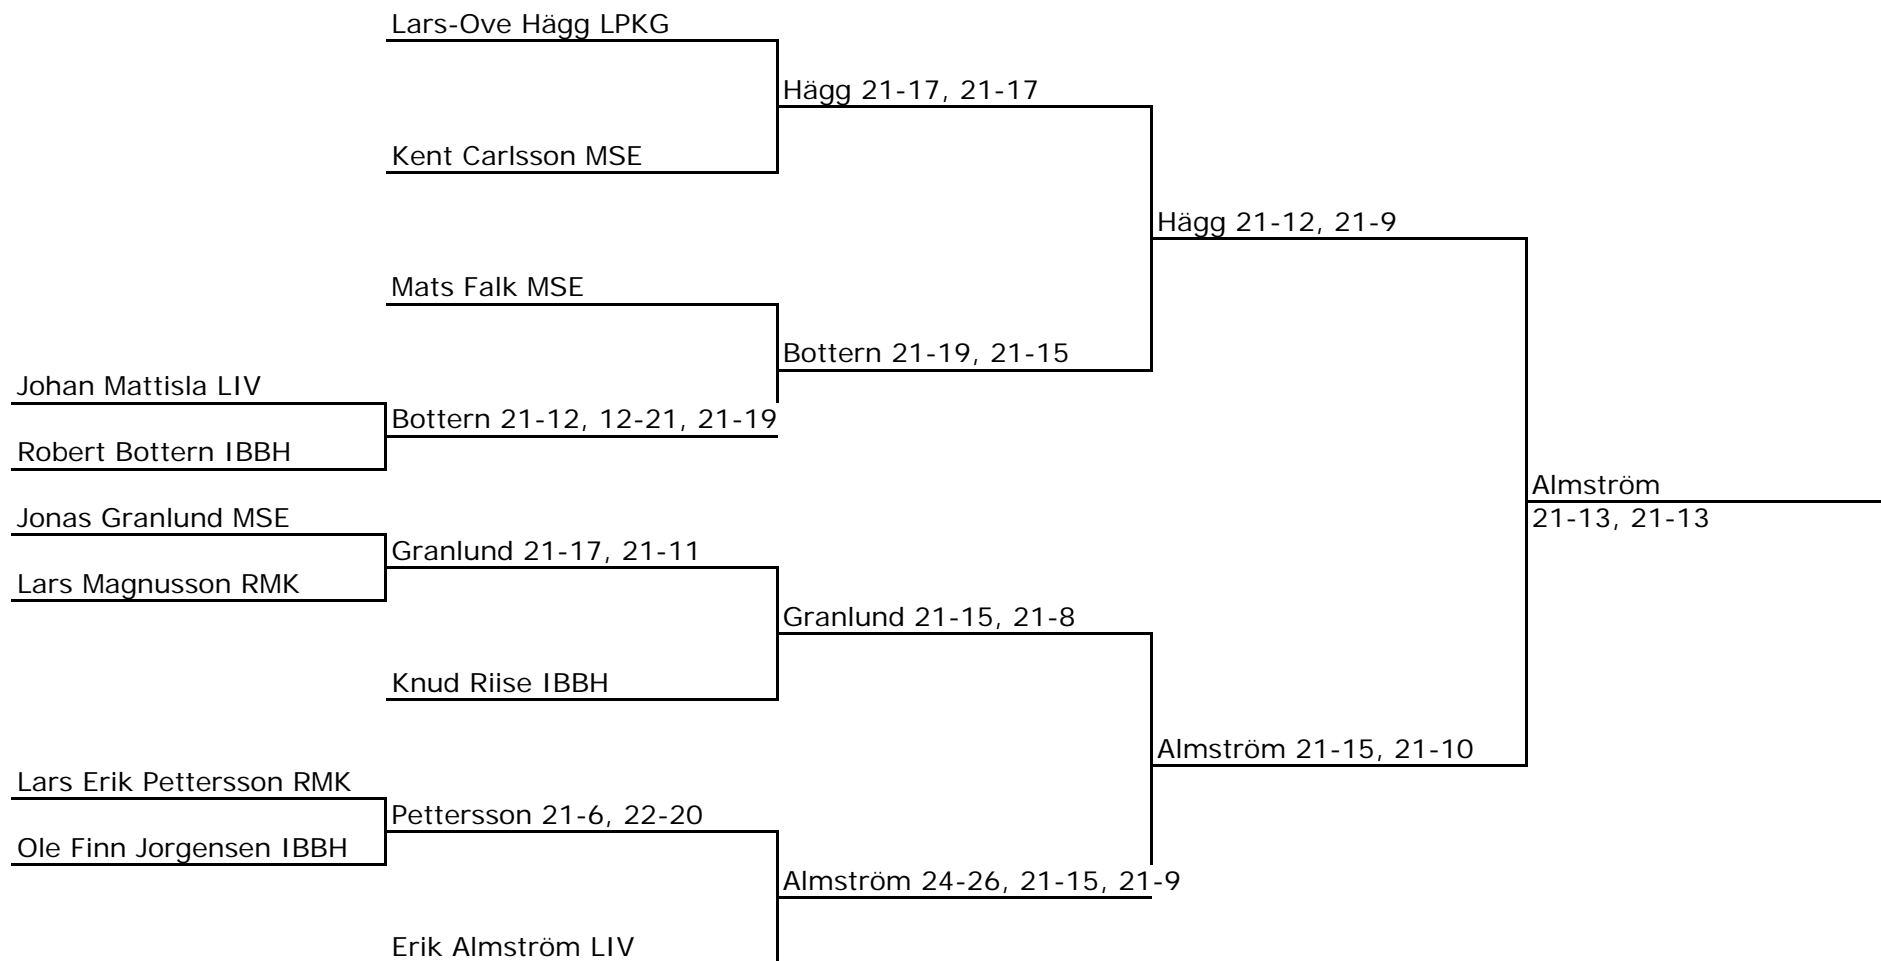 Lars-Ove Hägg LPKG
Hägg 21-17, 21-17
Kent Carlsson MSE
Hägg 21-12, 21-9
Mats Falk MSE
Bottern 21-19, 21-15
Johan Mattisla LIV
Bottern 21-12, 12-21, 21-19
Robert Bottern IBBH
Almström
Jonas Granlund MSE
21-13, 21-13
Granlund 21-17, 21-11
Lars Magnusson RMK
Granlund 21-15, 21-8
Knud Riise IBBH
Almström 21-15, 21-10
Lars Erik Pettersson RMK
Pettersson 21-6, 22-20
Ole Finn Jorgensen IBBH
Almström 24-26, 21-15, 21-9
Erik Almström LIV